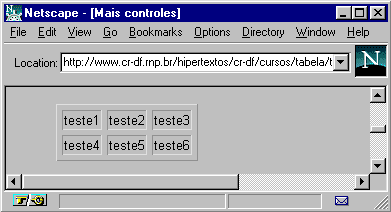 Netscape - [Mais controles]
File Edit View Go Bookmarks Options Directory Window Help
Location: http://www.cr-df.rnp.br/hipertextos/cr-df/cursos/tabela/t
N
teste1 teste2 teste3
teste4 teste5 teste6